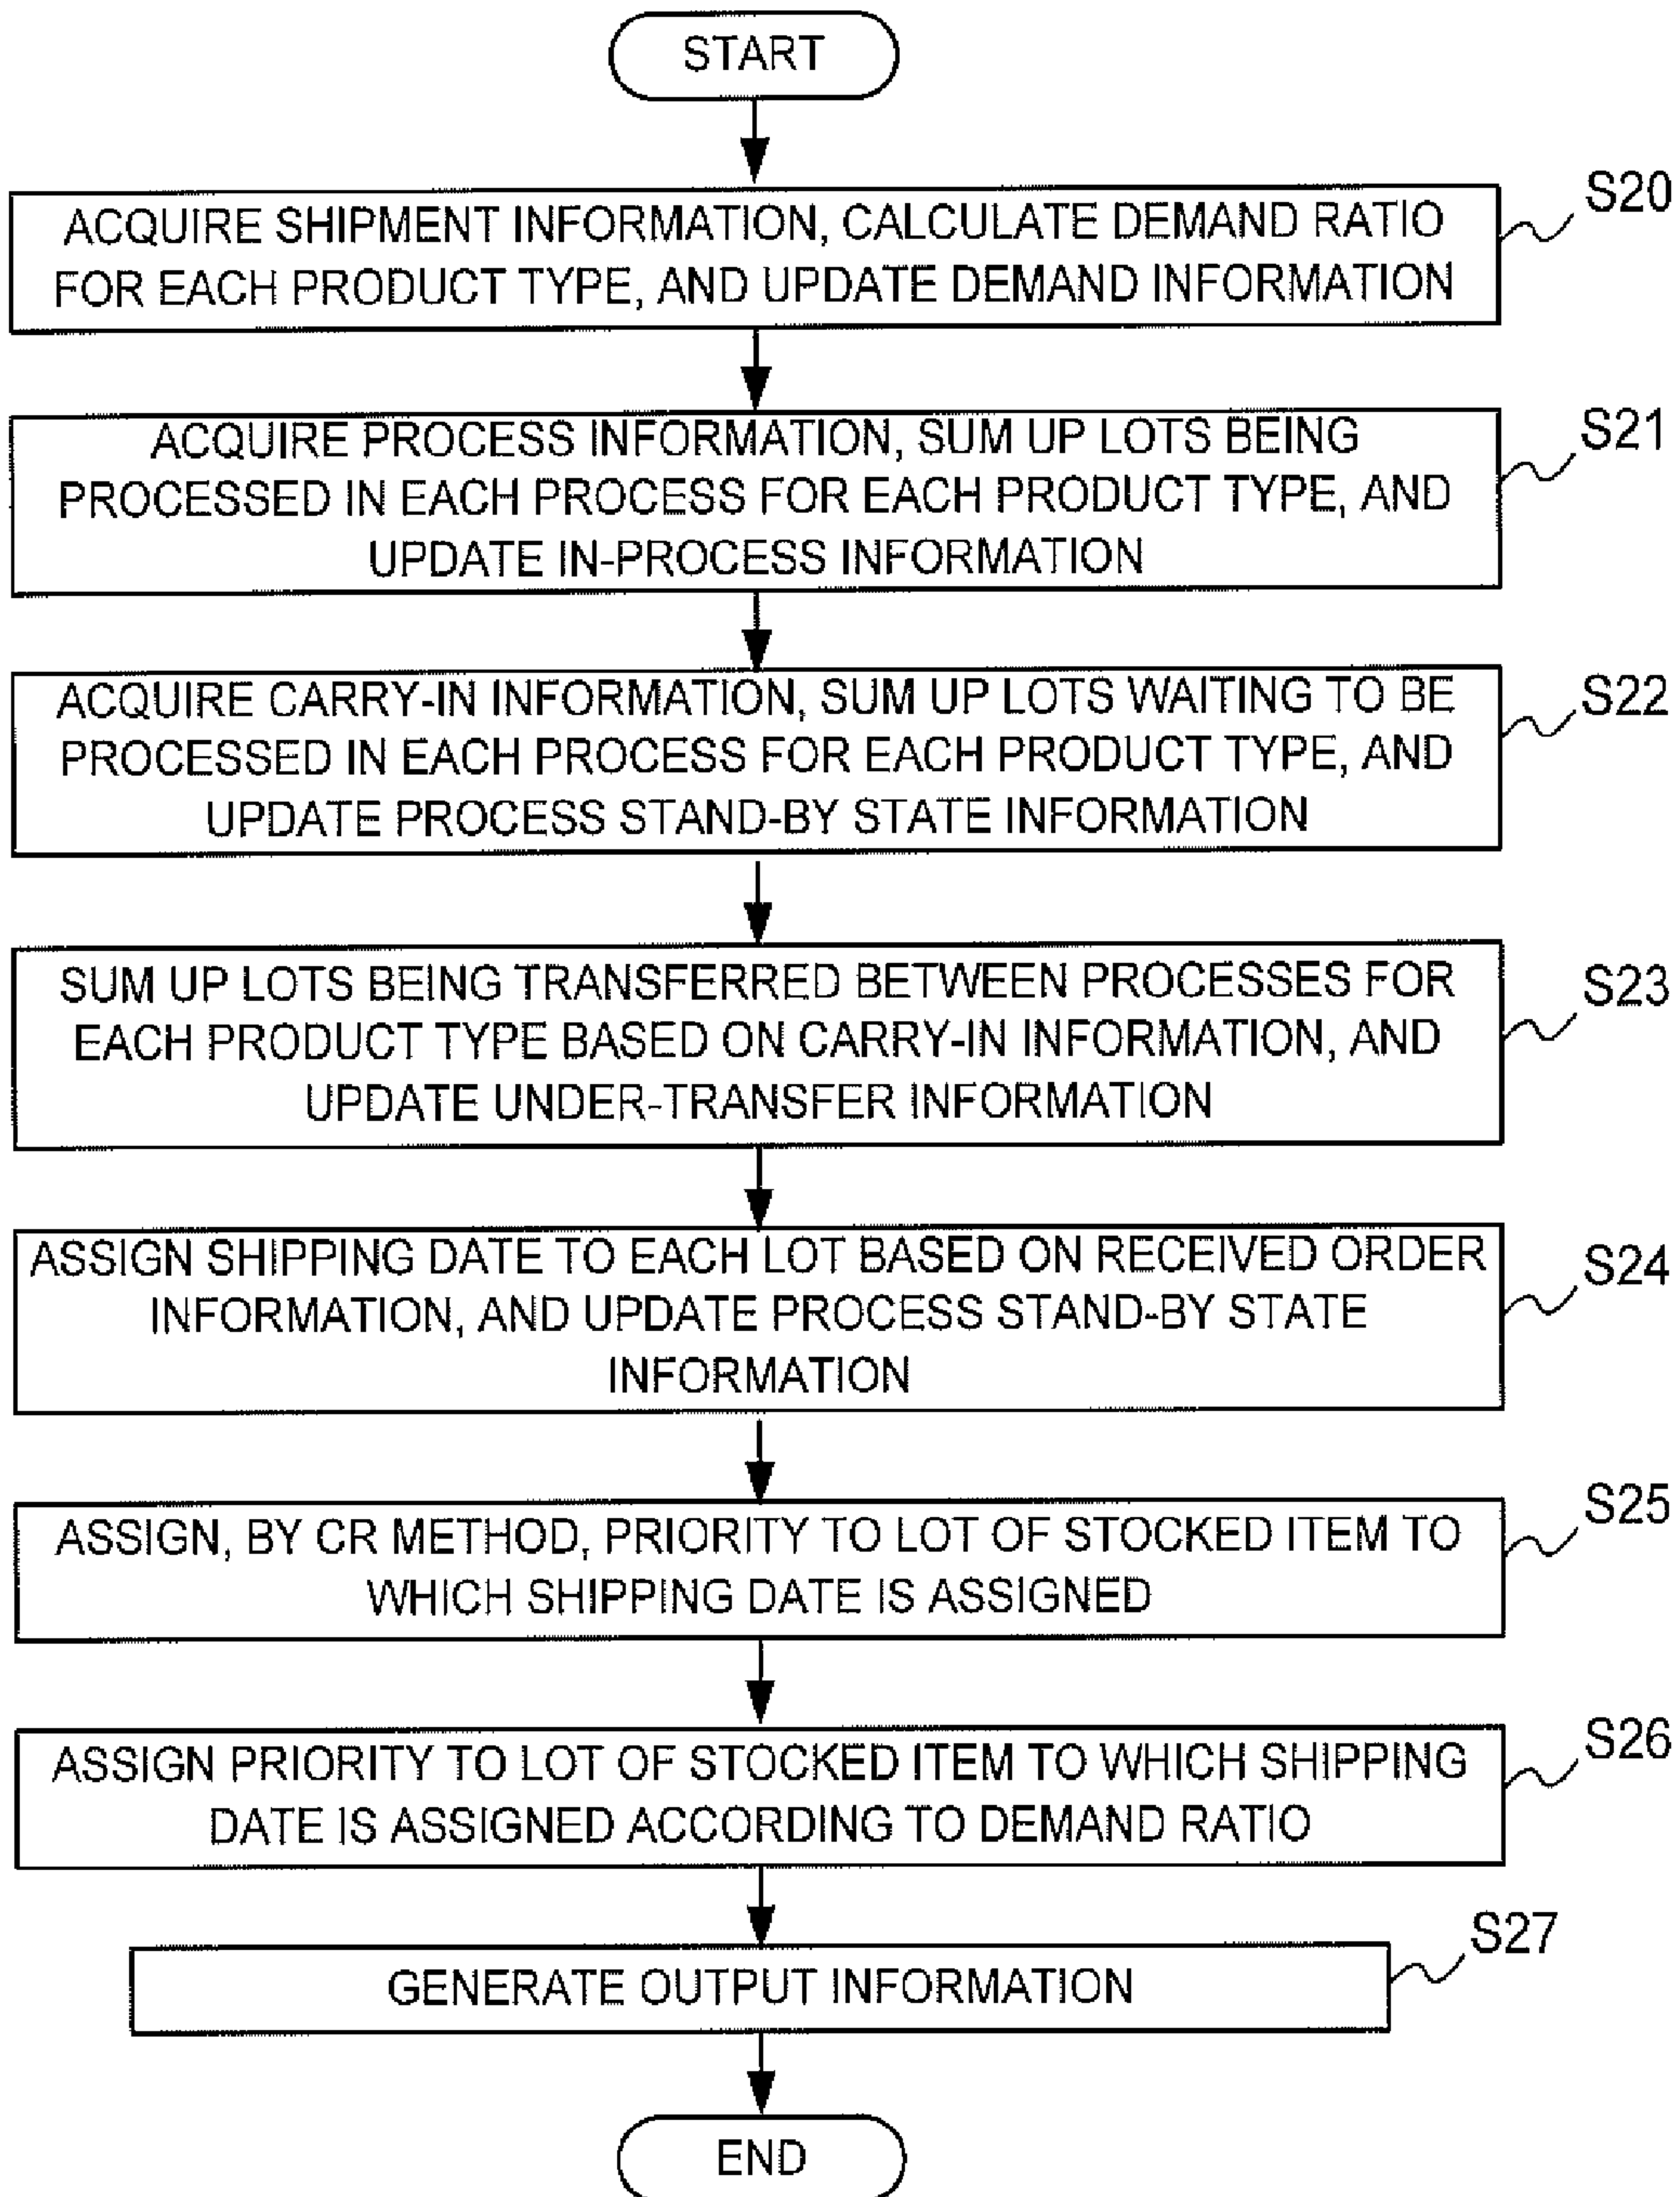 START
S20
ACQUIRE SHIPMENT INFORMATION, CALCULATE DEMAND RATIO
FOR EACH PRODUCT TYPE, AND UPDATE DEMAND INFORMATION
S21
ACQUIRE PROCESS INFORMATION, SUM UP LOTS BEING
PROCESSED IN EACH PROCESS FOR EACH PRODUCT TYPE, AND
UPDATE IN-PROCESS INFORMATION
S22
ACQUIRE CARRY-IN INFORMATION, SUM UP LOTS WAITING TO BE
PROCESSED IN EACH PROCESS FOR EACH PRODUCT TYPE, AND
UPDATE PROCESS STAND-BY STATE INFORMATION
S23
SUM UP LOTS BEING TRANSFERRED BETWEEN PROCESSES FOR
EACH PRODUCT TYPE BASED ON CARRY-IN INFORMATION, AND
UPDATE UNDER-TRANSFER INFORMATION
S24
ASSIGN SHIPPING DATE TO EACH LOT BASED ON RECEIVED ORDER
INFORMATION, AND UPDATE PROCESS STAND-BY STATE
INFORMATION
S25
ASSIGN, BY CR METHOD, PRIORITY TO LOT OF STOCKED ITEM TO
WHICH SHIPPING DATE IS ASSIGNED
S26
ASSIGN PRIORITY TO LOT OF STOCKED ITEM TO WHICH SHIPPING
DATE IS ASSIGNED ACCORDING TO DEMAND RATIO
S27
GENERATE OUTPUT INFORMATION
END